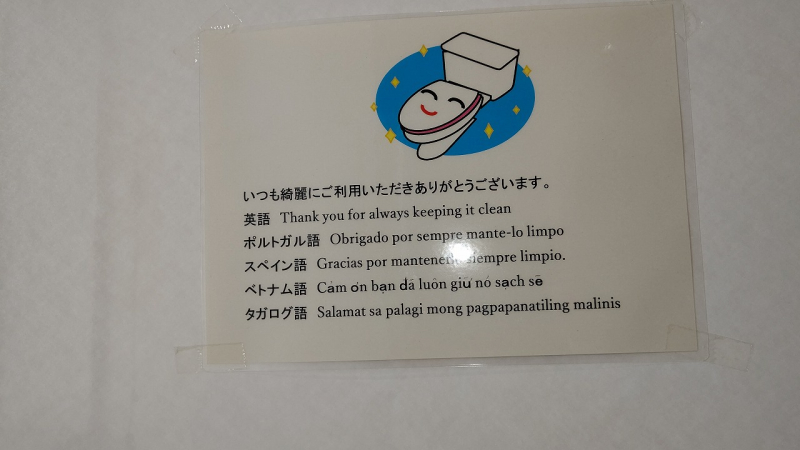 いつも綺麗にご利用いただきありがとうございます。
英語 Thank you for always keeping it clean
ポルトガル語 Obrigado por sempre mante-lo limpo
スペイン語 Gracias por siempre limpio.
ベトナム語 Cảm ơn bạn đã luôn giữ nó sạch sẽ
タガログ語 Salamat sa palagi mong pagpapanatiling malinis